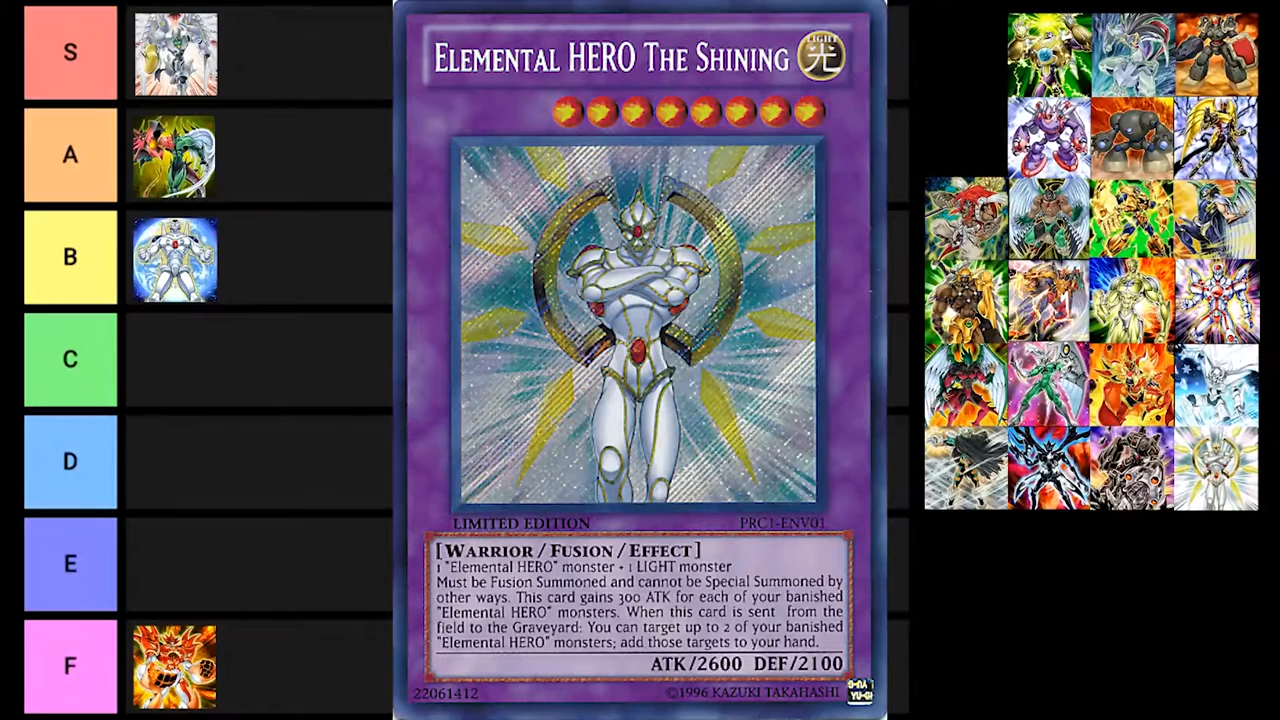 S
A
B
C
D
E
F
ELEMENTAL HERO THE SHINING
LIGHT
光
LIMITED EDITION
PRC1-ENV01
[WARRIOR / FUSION / EFFECT]
1 "Elemental HERO" monster + 1 LIGHT monster
Must be Fusion Summoned and cannot be Special Summoned by
other ways. This card gains 300 ATK for each of your banished
"Elemental HERO" monsters. When this card is sent from the
field to the Graveyard: You can target up to 2 of your banished
"Elemental HERO" monsters; add those targets to your hand.
ATK/2600 DEF/2100
22061412
©1996 KAZUKI TAKAHASHI